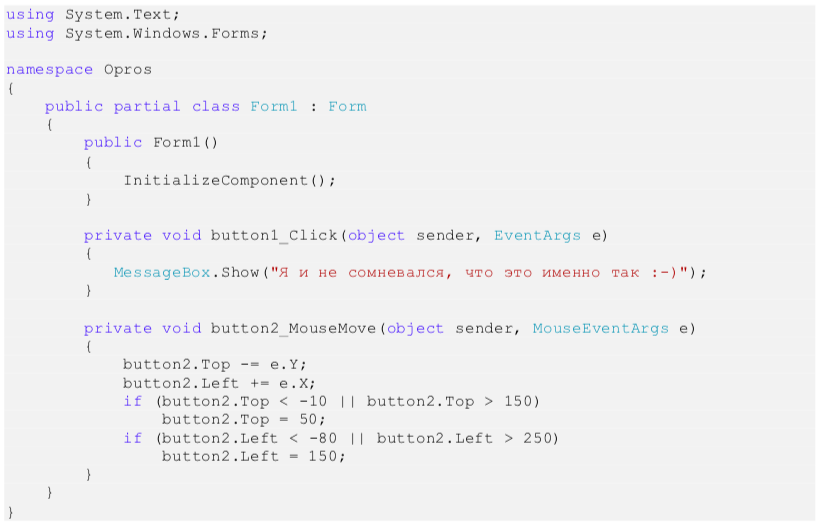 using System.Text;
using System.Windows.Forms;

namespace Opros
{
    public partial class Form1 : Form
    {
        public Form1()
        {
            InitializeComponent();
        }

        private void button1_Click(object sender, EventArgs e)
        {
           MessageBox.Show("Я и не сомневался, что это именно так :-)");
        }

        private void button2_MouseMove(object sender, MouseEventArgs e)
        {
            button2.Top -= e.Y;
            button2.Left += e.X;
            if (button2.Top < -10 || button2.Top > 150)
                button2.Top = 50;
            if (button2.Left < -80 || button2.Left > 250)
                button2.Left = 150;
        }
    }
}